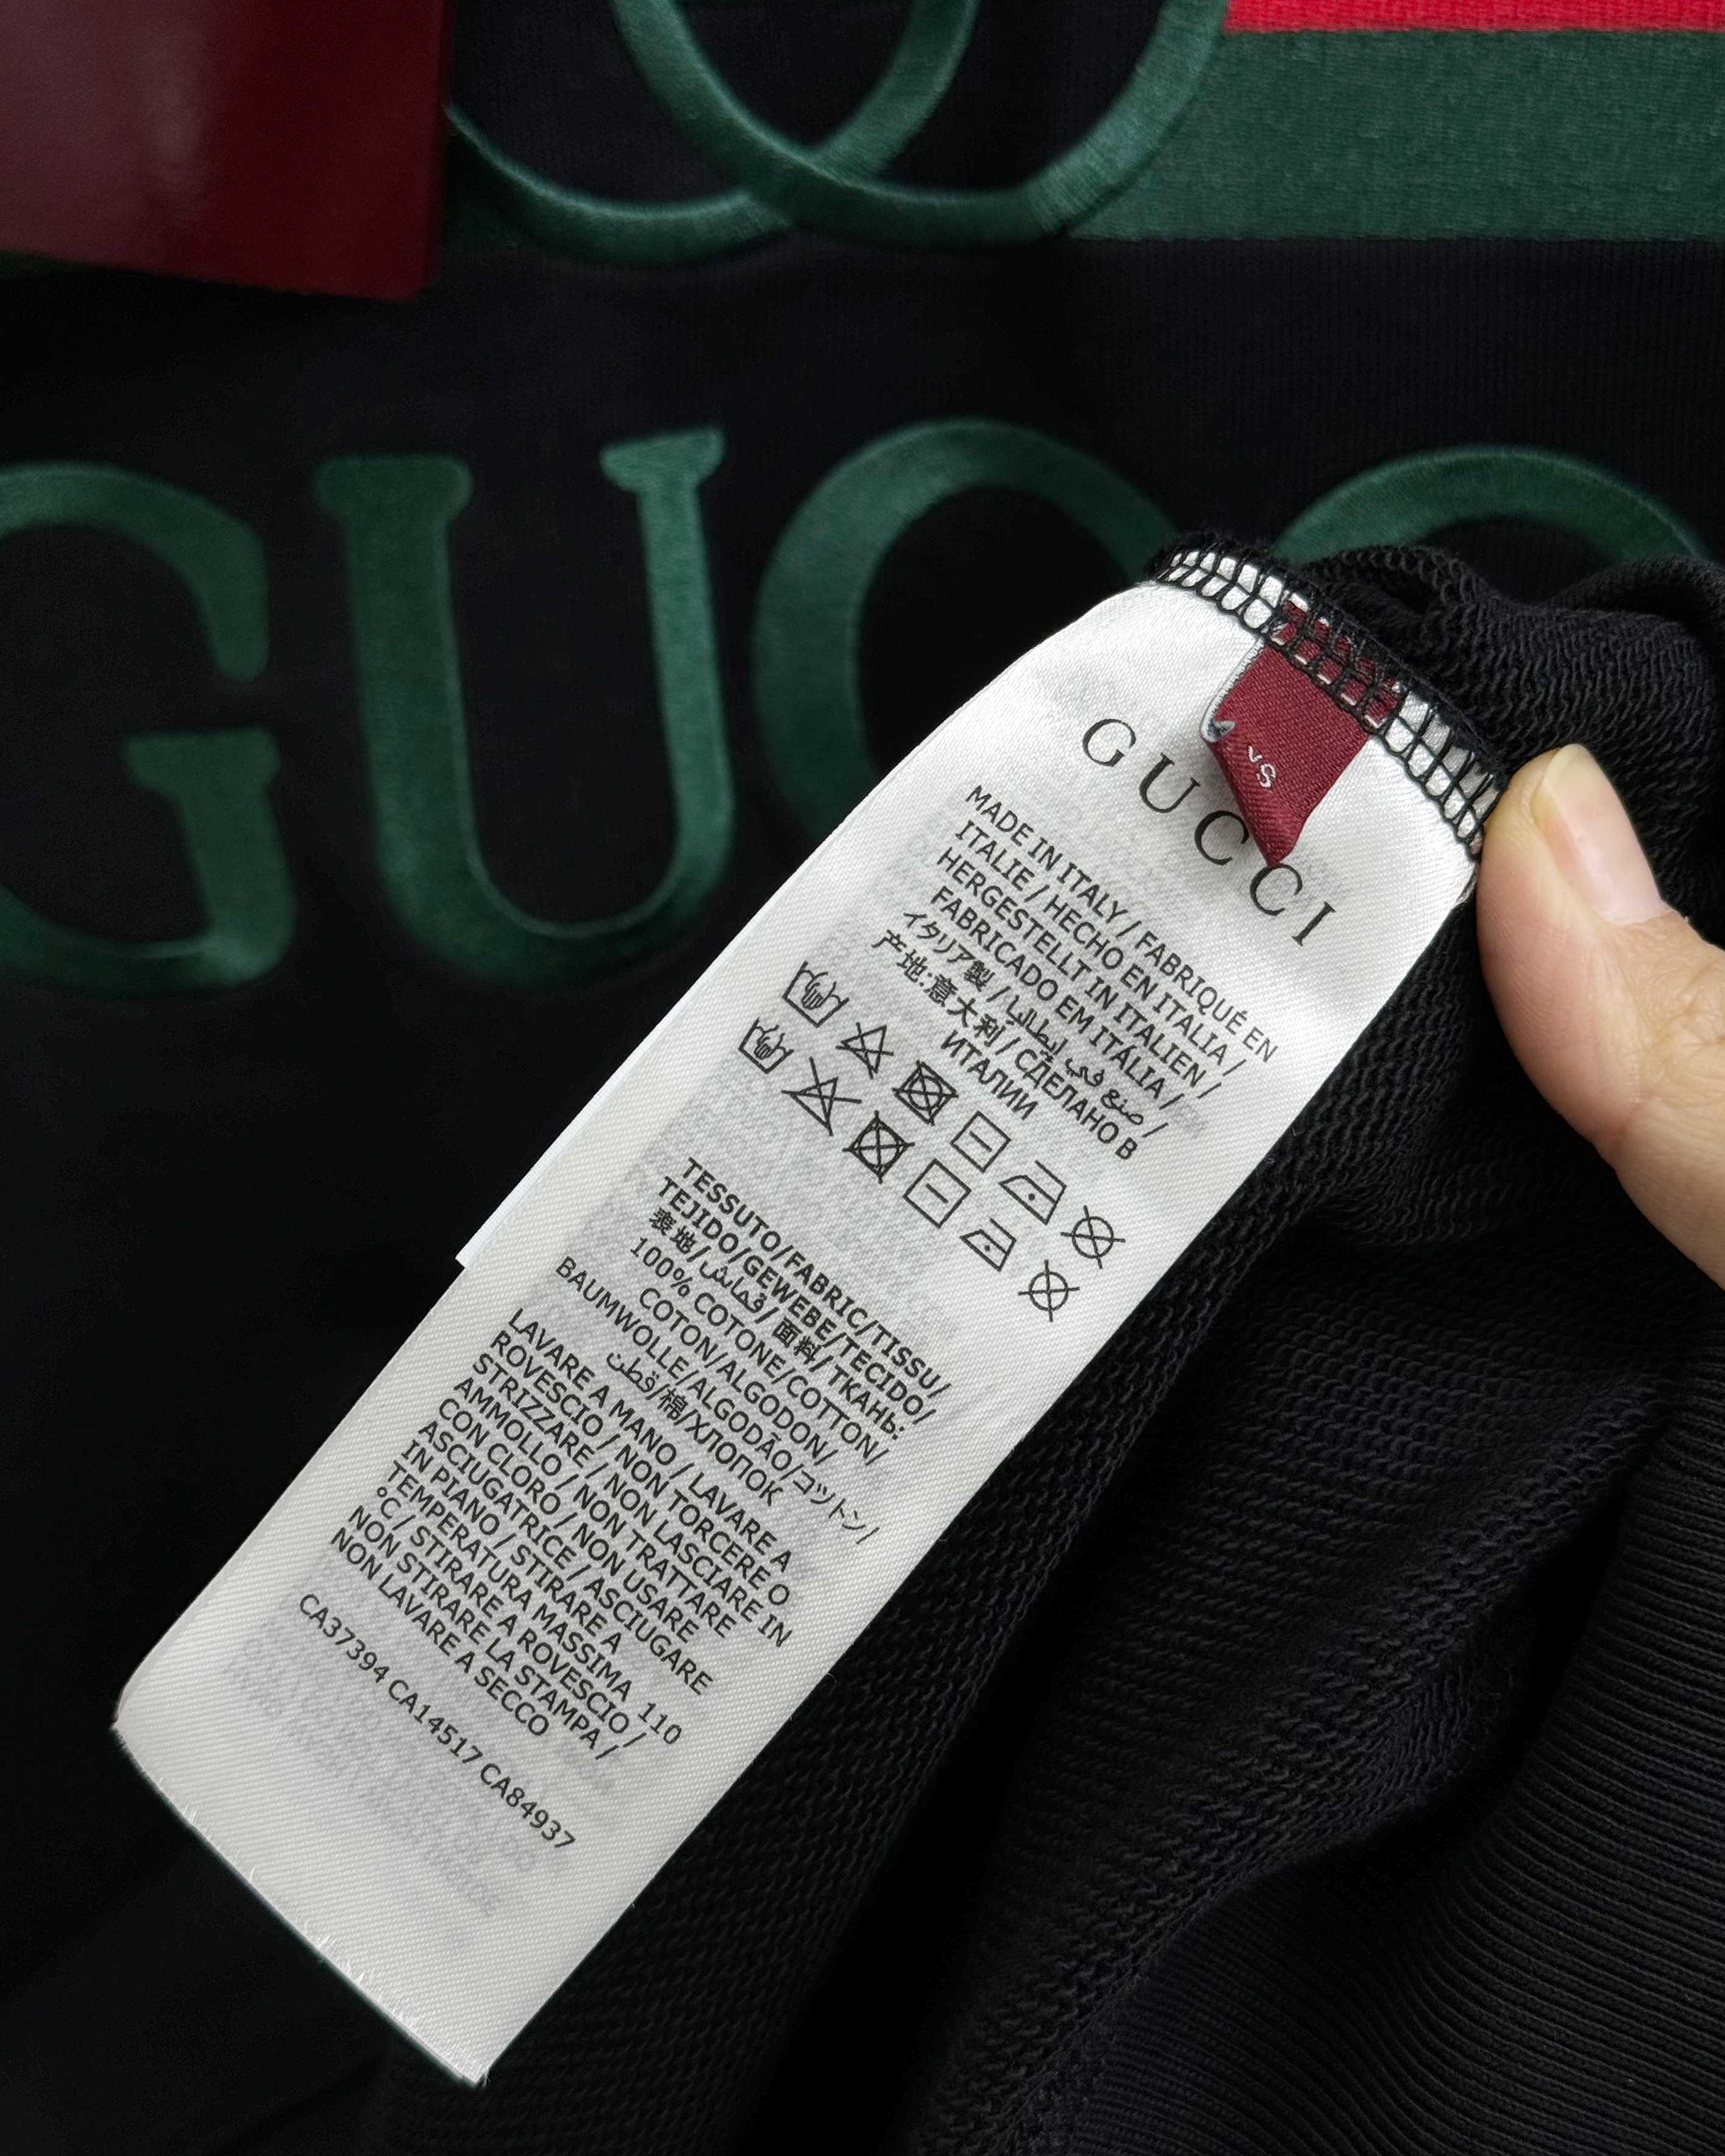 GUCC
VS
GUCCI
MADE IN ITALY / FABRIQUÉ EN
ITALIE / HECHO EN ITALIA /
HERGESTELLT IN ITALIEN /
FABRICADO EM ITÁLIA /
イタリア製 / صنع في إيطاليا /
产地:意大利 / СДЕЛАНО В
ИТАЛИИ
TESSUTO/FABRIC/TISSU/
TEJIDO/GEWEBE/TECIDO/
表地/قماش/面料/ТКАНЬ:
100% COTONE/COTTON/
COTON/ALGODON/
BAUMWOLLE/ALGODÃO/コットン/
قطن/棉/ХЛОПОК
LAVARE A MANO / LAVARE A
ROVESCIO / NON TORCERE O
STRIZZARE / NON LASCIARE IN
AMMOLLO / NON TRATTARE
CON CLORO / NON USARE
ASCIUGATRICE / ASCIUGARE
IN PIANO / STIRARE A
TEMPERATURA MASSIMA 110
°C / STIRARE A ROVESCIO /
NON STIRARE LA STAMPA /
NON LAVARE A SECCO
CA37394 CA14517 CA84937